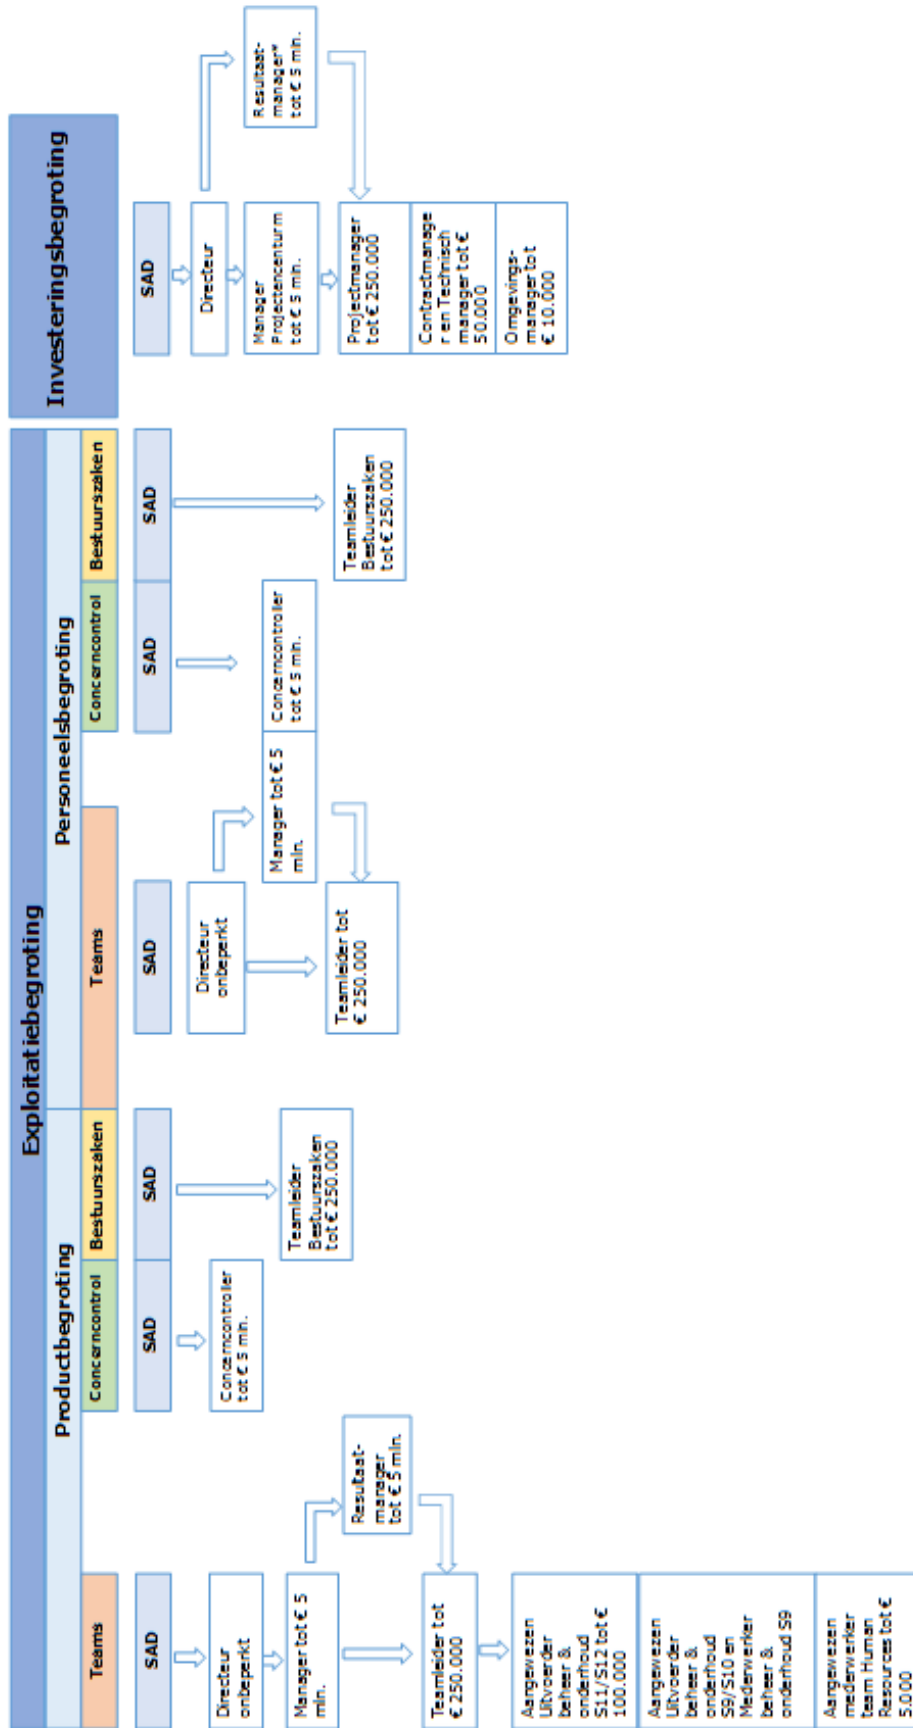 Exploitatiebegroting
Investeringsbegroting
Productbegroting
Personeelsbegroting
Teams
Concerncontrol
Bestuurszaken
Teams
Concerncontrol
Bestuurszaken
SAD
SAD
SAD
SAD
SAD
SAD
SAD
Directeur
onbeperkt
Manager tot € 5
mln.
Resultaat-
manager
tot € 5 mln.
Teamleider tot
€ 250.000
Aangewezen
Uitvoerder
beheer &
onderhoud
S11/S12 tot €
100.000
Aangewezen
Uitvoerder
beheer &
onderhoud
S9/S10 en
Medewerker
beheer &
onderhoud S9
Aangewezen
medewerker
team Human
Resources tot €
5.000
Concerncontroller
tot € 5 mln.
Teamleider
Bestuurszaken
tot € 250.000
Directeur
onbeperkt
Manager tot € 5
mln.
Teamleider tot
€ 250.000
Concerncontroller
tot € 5 mln.
Teamleider
Bestuurszaken
tot € 250.000
Directeur
Manager
Projectencenturm
tot € 5 mln.
Resultaat-
manager*
tot € 5 mln.
Projectmanager
tot € 250.000
Contractmanage
r en Technisch
manager tot €
50.000
Omgevings-
manager tot
€ 10.000